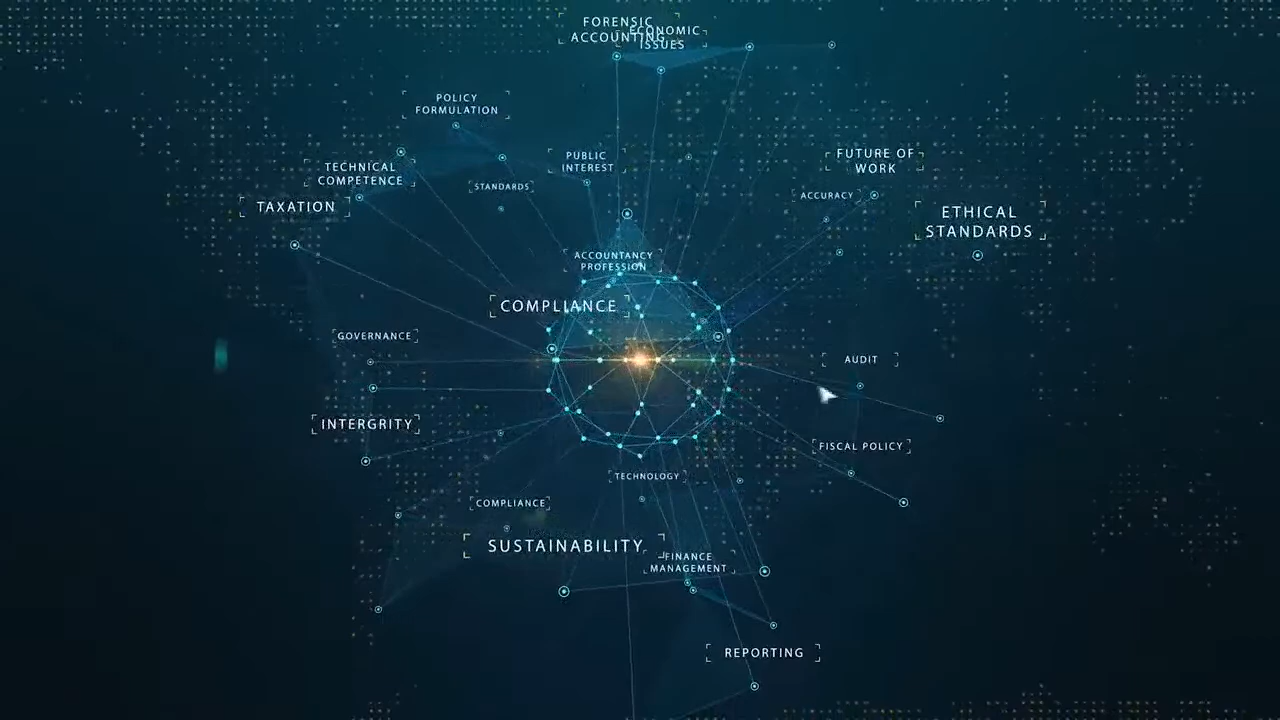 FORENSIC
ACCOUNTING
ECONOMIC
ISSUES
POLICY
FORMULATION
PUBLIC
INTEREST
FUTURE OF
WORK
TECHNICAL
COMPETENCE
STANDARDS
ACCURACY
TAXATION
ETHICAL
STANDARDS
ACCOUNTANCY
PROFESSION
COMPLIANCE
GOVERNANCE
AUDIT
INTERGRITY
FISCAL POLICY
TECHNOLOGY
COMPLIANCE
SUSTAINABILITY
FINANCE
MANAGEMENT
REPORTING